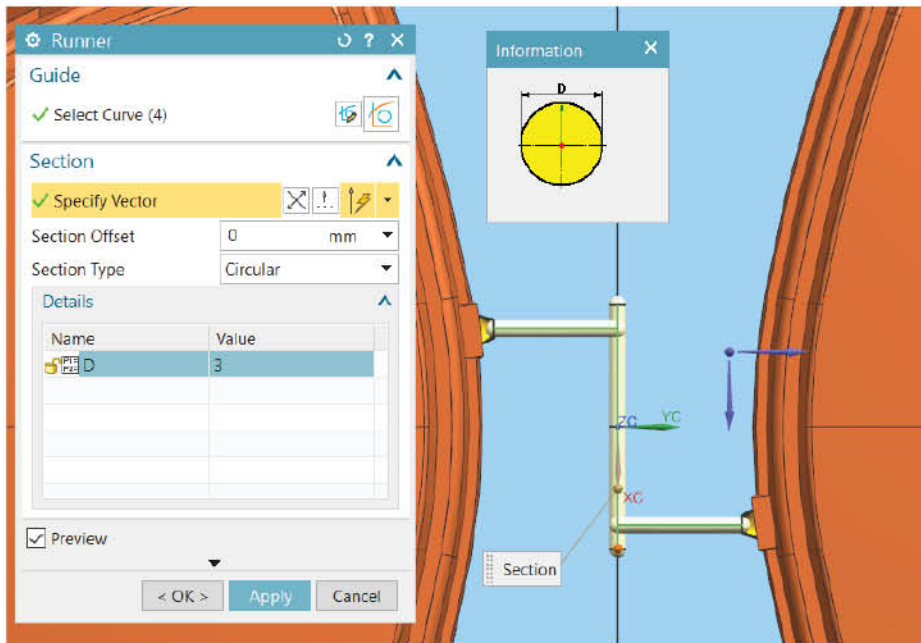 Runner
Guide
Select Curve (4)
Section
Specify Vector
Section Offset 0 mm
Section Type Circular
Details
Name Value
D 3
Preview
< OK > Apply Cancel
Information
D
ZC YC
XC
Section